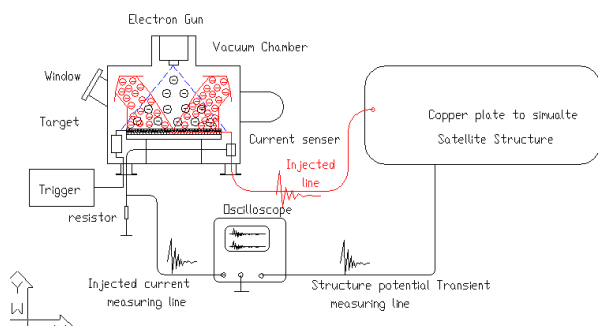 Electron Gun
Vacuum Chamber
Window
Target
Current senser
Copper plate to simualte
Satellite Structure
Injected
line
Trigger
resistor
Oscilloscope
Injected current
measuring line
Structure potential Transient
measuring line
Y
W